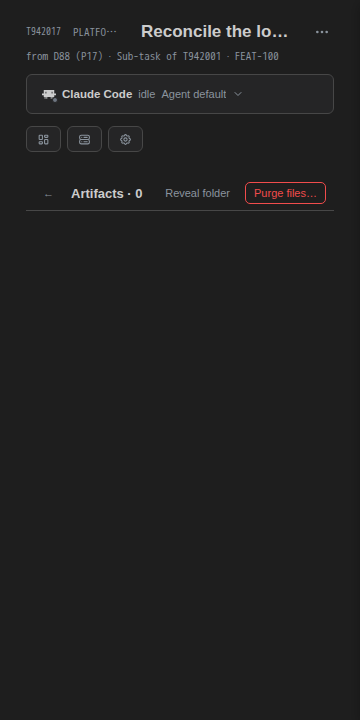 T942017 PLATFO… Reconcile the lo… …
from D88 (P17) · Sub-task of T942001 · FEAT-100
Claude Code idle Agent default
← Artifacts · 0 Reveal folder Purge files…